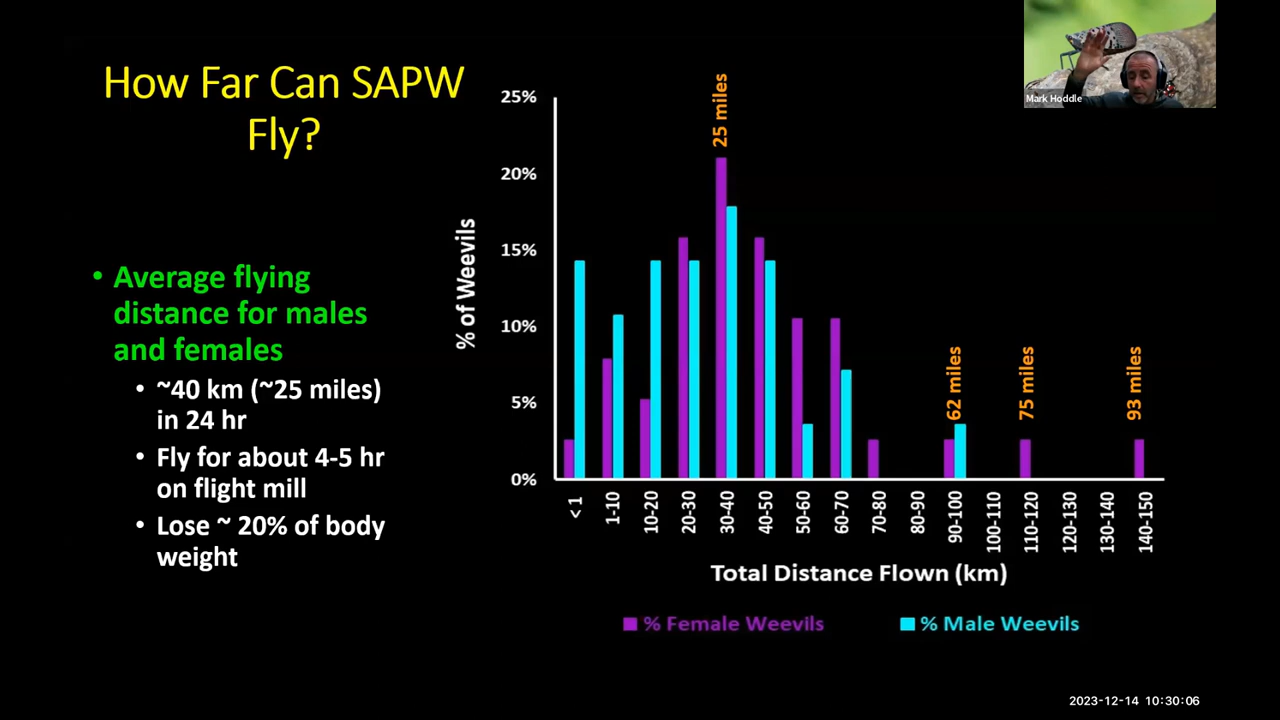 How Far Can SAPW
Fly?
• Average flying
distance for males
and females
• ~40 km (~25 miles)
in 24 hr
• Fly for about 4-5 hr
on flight mill
• Lose ~ 20% of body
weight
% of Weevils
25%
20%
15%
10%
5%
0%
25 miles
62 miles
75 miles
93 miles
< 1
1-10
10-20
20-30
30-40
40-50
50-60
60-70
70-80
80-90
90-100
100-110
110-120
120-130
130-140
140-150
Total Distance Flown (km)
% Female Weevils
% Male Weevils
Mark Hoddle
2023-12-14 10:30:06